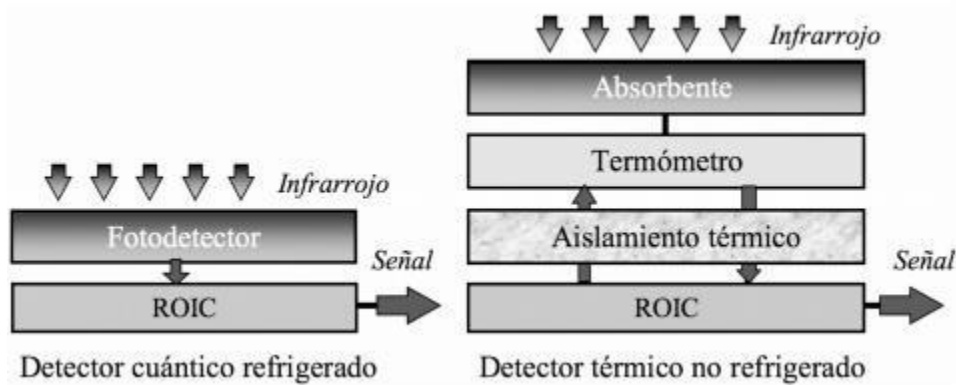 Infrarrojo
Fotodetector
Señal
ROIC
Detector cuántico refrigerado
Infrarrojo
Absorbente
Termómetro
Aislamiento térmico
Señal
ROIC
Detector térmico no refrigerado